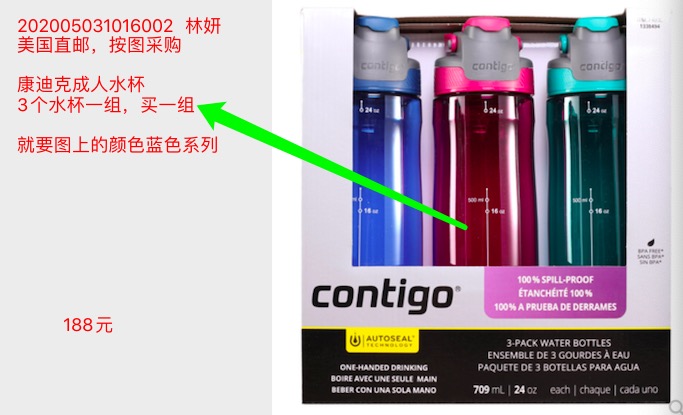 202005031016002 林妍
美国直邮，按图采购
康迪克成人水杯
3个水杯一组，买一组
就要图上的颜色蓝色系列
188元
contigo
contigo
24 oz
24 oz
24 oz
500 ml
500 ml
16 oz
16 oz
16 oz
BPA FREE*
SANS BPA*
SIN BPA*
contigo®
100% SPILL-PROOF
ÉTANCHÉITÉ 100%
100% A PRUEBA DE DERRAMES
AUTOSEAL®
TECHNOLOGY
ONE-HANDED DRINKING
BOIRE AVEC UNE SEULE MAIN
BEBER CON UNA SOLA MANO
3-PACK WATER BOTTLES
ENSEMBLE DE 3 GOURDES À EAU
PAQUETE DE 3 BOTELLAS PARA AGUA
709 mL | 24 oz each | chaque | cada uno